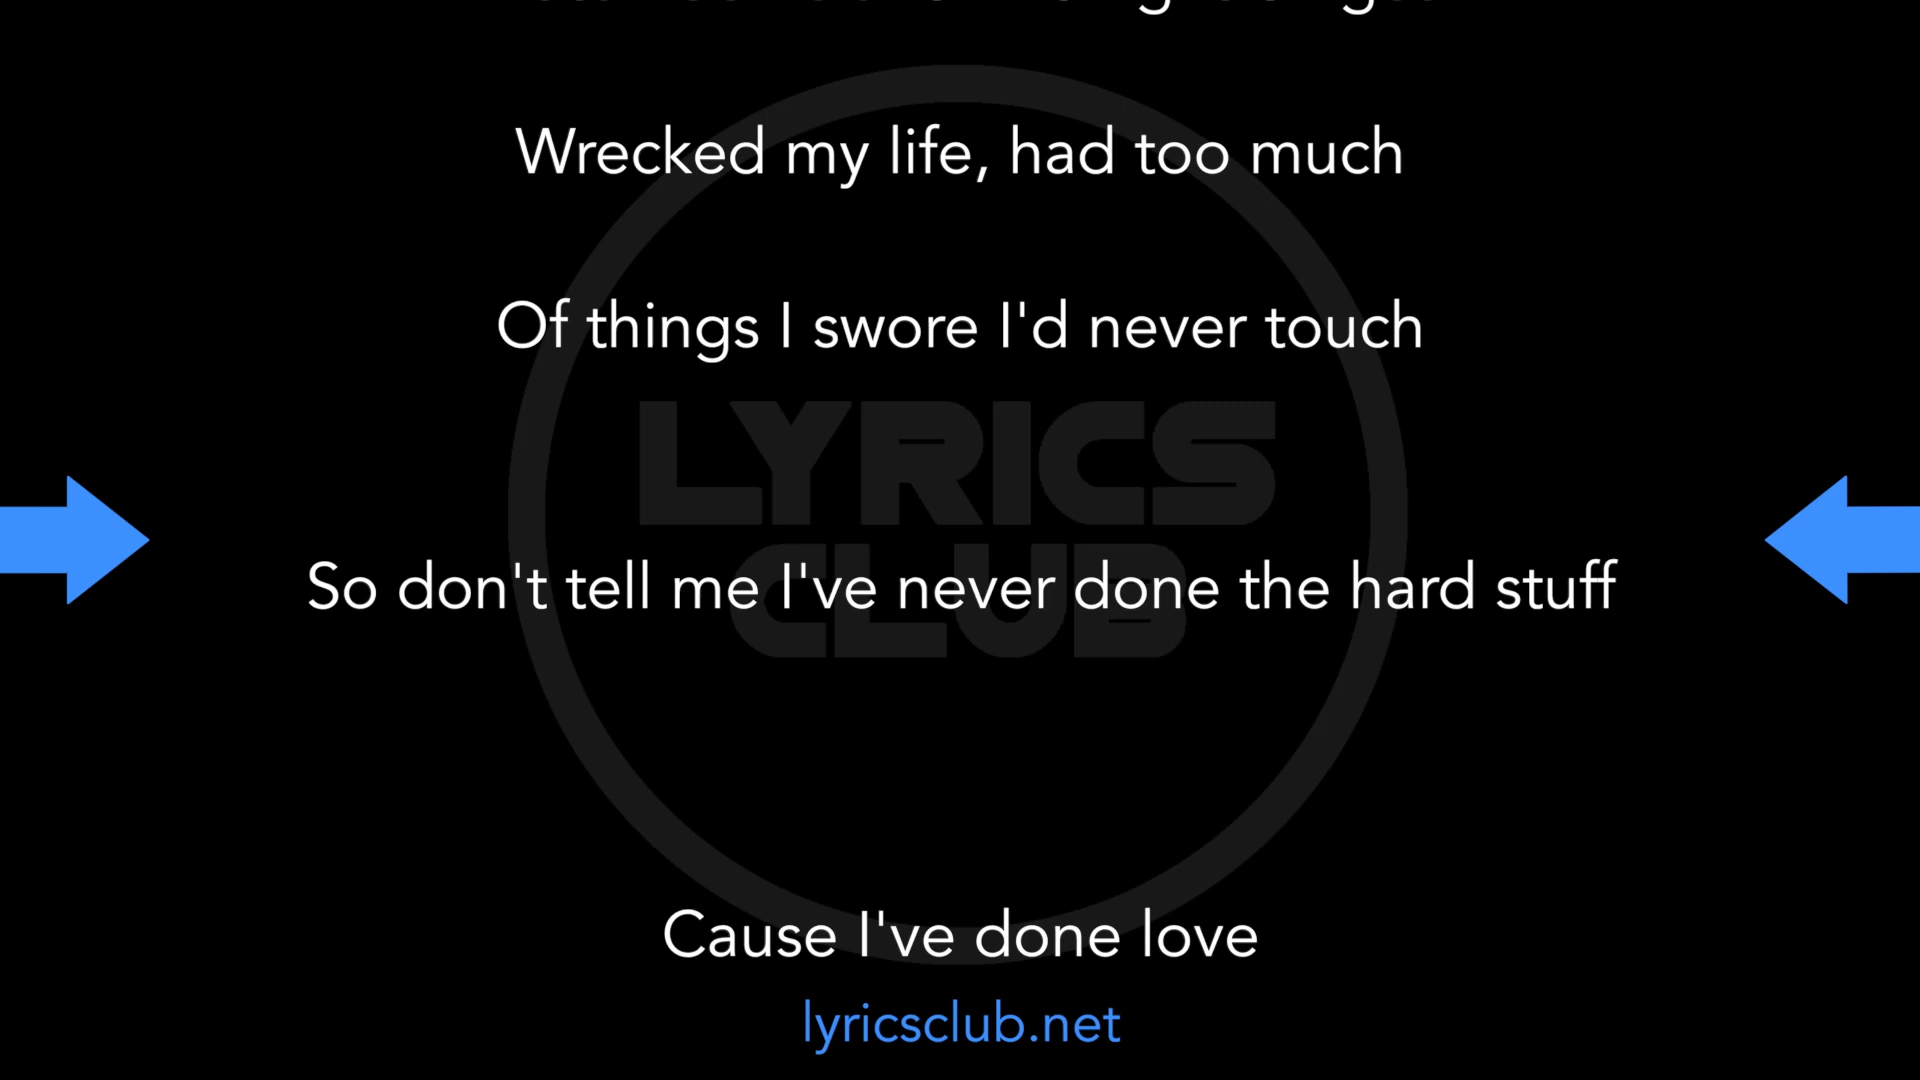 Wrecked my life, had too much
Of things I swore I'd never touch
LYRICS
CLUB
So don't tell me I've never done the hard stuff
Cause I've done love
lyricsclub.net